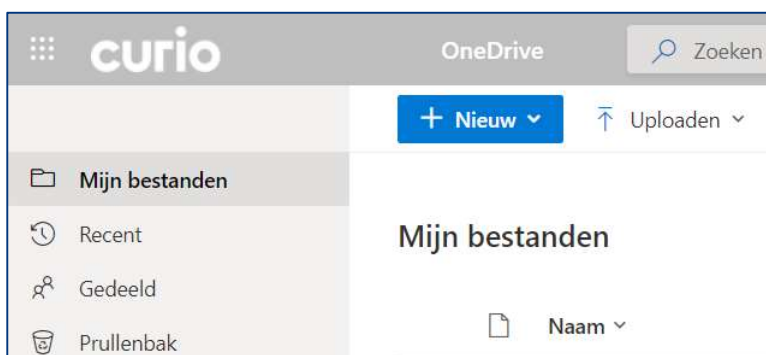 curio OneDrive Zoeken
Nieuw Uploaden
Mijn bestanden
Recent
Gedeeld
Prullenbak
Mijn bestanden
Naam